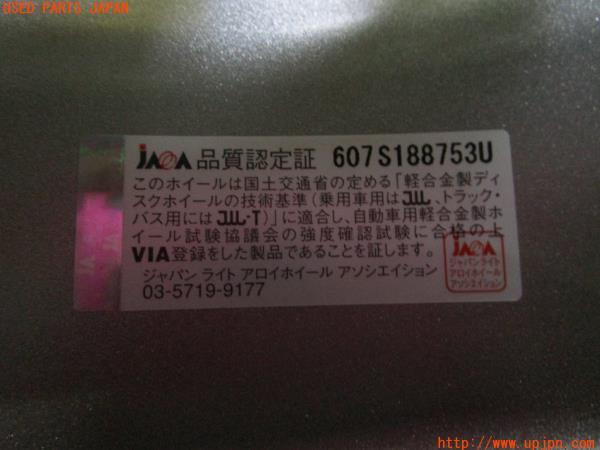 USED PARTS JAPAN
JAWA 品質認定証 607S188753U
このホイールは国土交通省の定める「軽合金製ディ
スクホイールの技術基準(乗用車用はJWL、トラック・
バス用にはJWL-T)」に適合し、自動車用軽合金製ホ
イール試験協議会の強度確認試験に合格の上
VIA登録をした製品であることを証します。
ジャパン ライト アロイホイール アソシエイション
03-5719-9177
JAWA
ジャパンライト
アロイホイール
アソシエイション
http://www.upjpn.com/